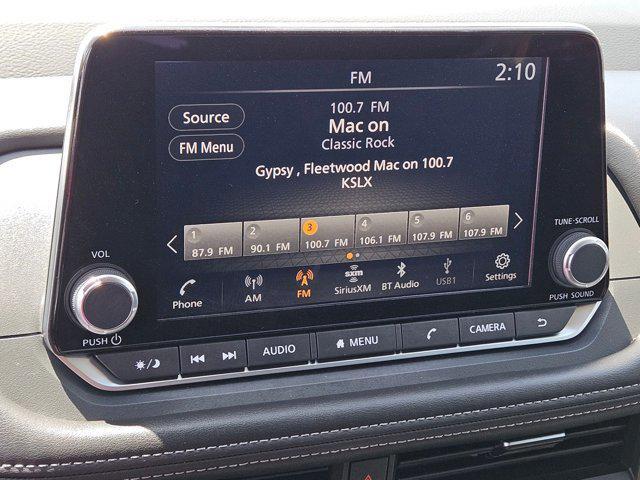 FM
2:10
Source
FM Menu
100.7 FM
Mac on
Classic Rock
Gypsy , Fleetwood Mac on 100.7
KSLX
1
87.9 FM
2
90.1 FM
3
100.7 FM
4
106.1 FM
5
107.9 FM
6
107.9 FM
Phone
AM
FM
sxm
SiriusXM
BT Audio
USB1
Settings
VOL
PUSH
TUNE·SCROLL
PUSH SOUND
AUDIO
MENU
CAMERA